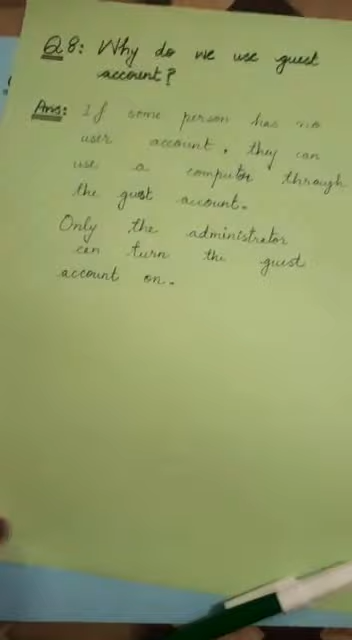 Q8: Why do we use guest
account?
Ans: If some person has no
user account, they can
use a computer through
the guest account.
Only the administrator
can turn the guest
account on.